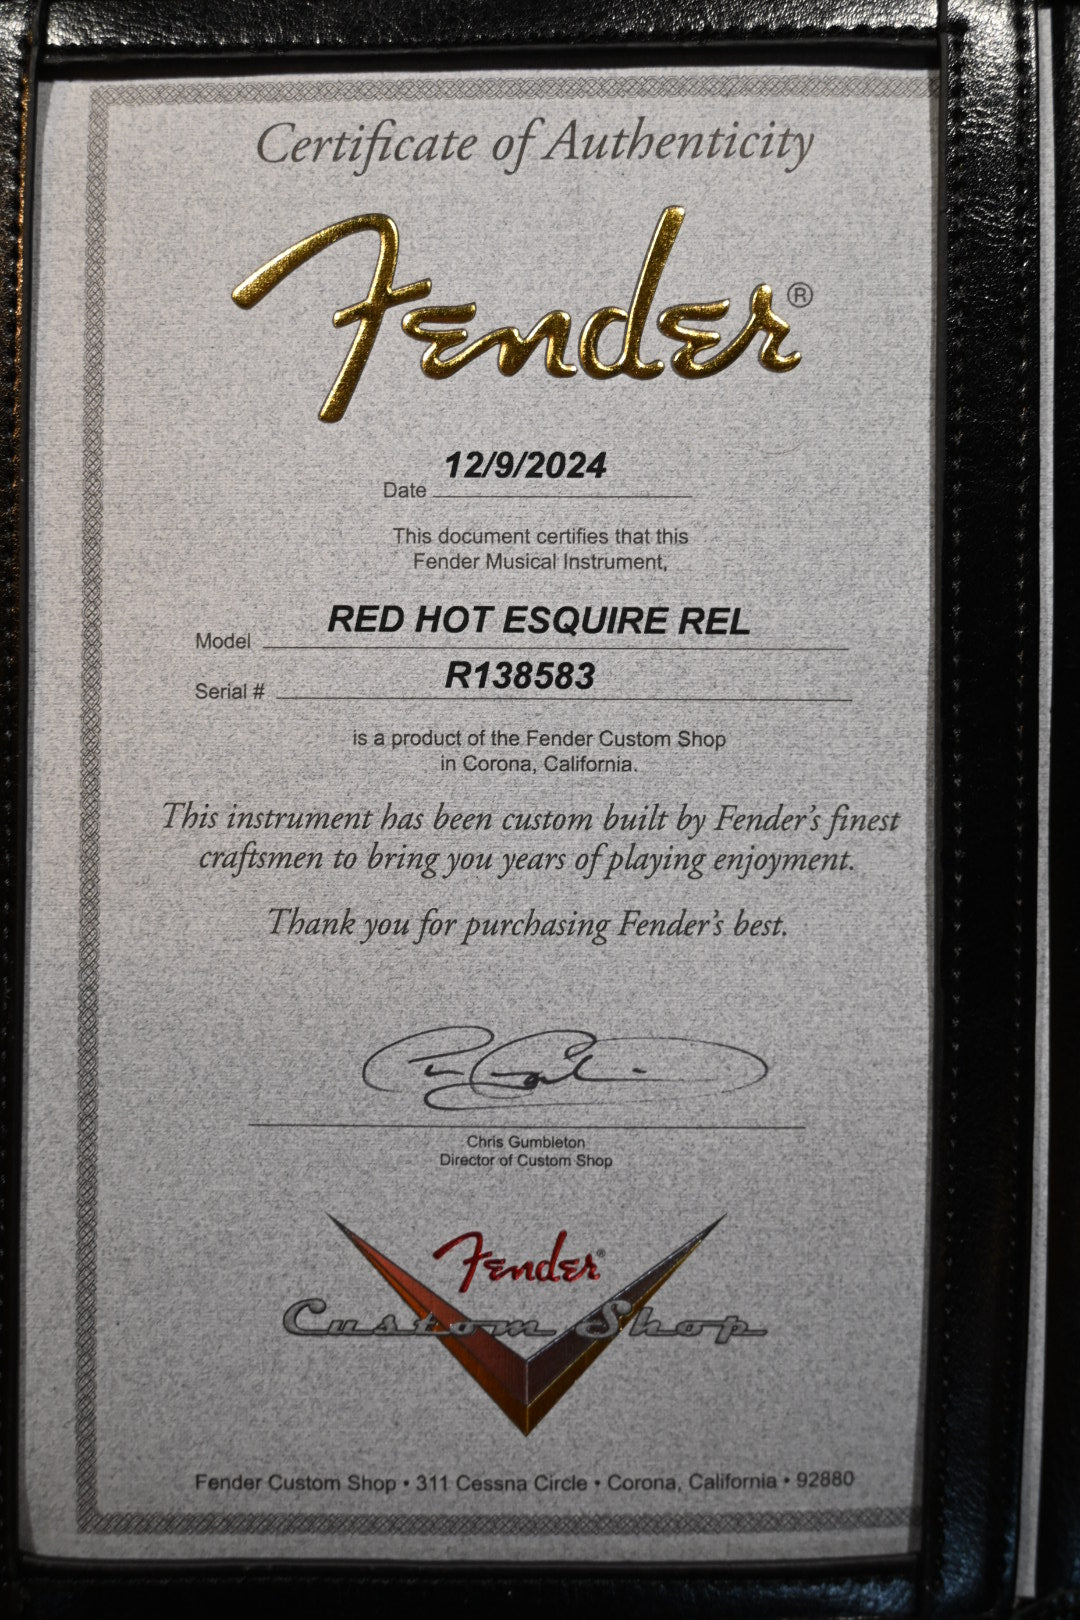 Certificate of Authenticity
Fender®
Date 12/9/2024
This document certifies that this
Fender Musical Instrument,
Model RED HOT ESQUIRE REL
Serial # R138583
is a product of the Fender Custom Shop
in Corona, California.
This instrument has been custom built by Fender's finest
craftsmen to bring you years of playing enjoyment.
Thank you for purchasing Fender's best.
Chris Gumbleton
Director of Custom Shop
Fender®
Custom Shop
Fender Custom Shop • 311 Cessna Circle • Corona, California • 92880